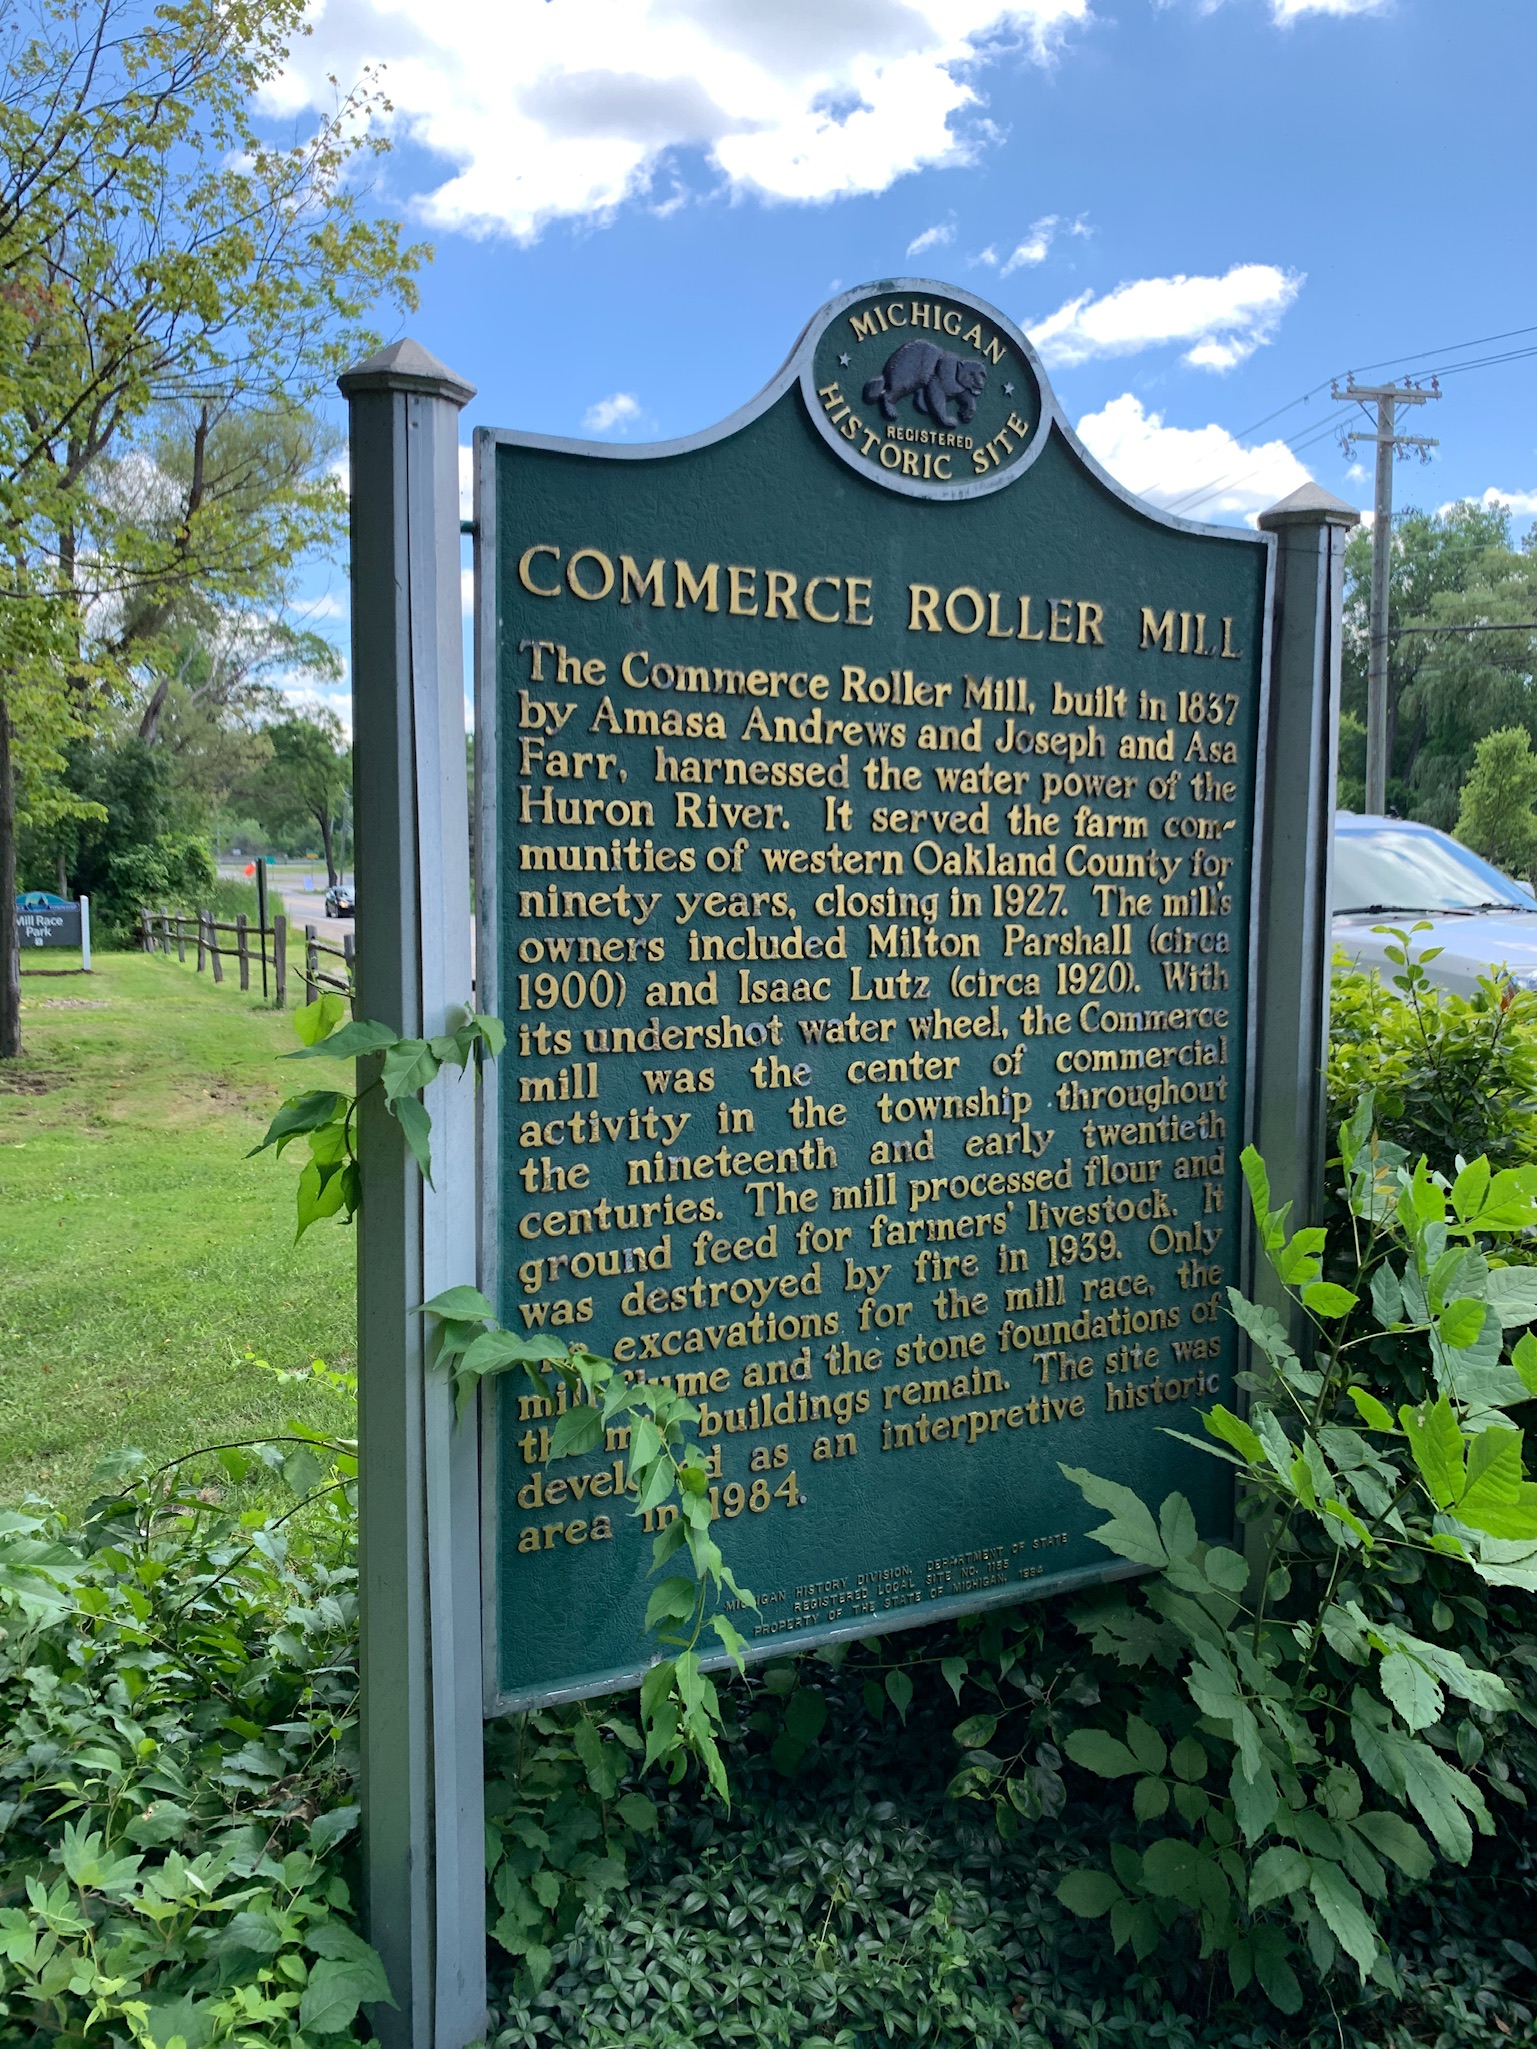 MICHIGAN
REGISTERED
HISTORIC SITE
COMMERCE ROLLER MILL
The Commerce Roller Mill, built in 1837
by Amasa Andrews and Joseph and Asa
Farr, harnessed the water power of the
Huron River. It served the farm com-
munities of western Oakland County for
ninety years, closing in 1927. The mill's
owners included Milton Parshall (circa
1900) and Isaac Lutz (circa 1920). With
its undershot water wheel, the Commerce
mill was the center of commercial
activity in the township throughout
the nineteenth and early twentieth
centuries. The mill processed flour and
ground feed for farmers' livestock. It
was destroyed by fire in 1939. Only
excavations for the mill race, the
mill flume and the stone foundations of
buildings remain. The site was
developed as an interpretive historic
area in 1984.
MICHIGAN HISTORY DIVISION, DEPARTMENT OF STATE
REGISTERED LOCAL SITE NO. 1155
PROPERTY OF THE STATE OF MICHIGAN, 1984
Mill Race
Park